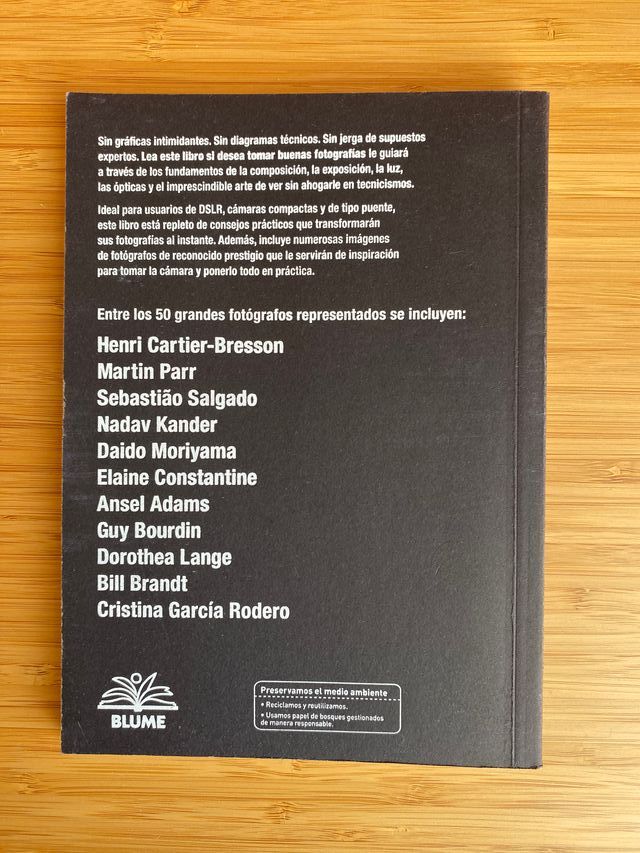 Sin gráficas intimidantes. Sin diagramas técnicos. Sin jerga de supuestos
expertos. Lea este libro si desea tomar buenas fotografías le guiará
a través de los fundamentos de la composición, la exposición, la luz,
las ópticas y el imprescindible arte de ver sin ahogarle en tecnicismos.
Ideal para usuarios de DSLR, cámaras compactas y de tipo puente,
este libro está repleto de consejos prácticos que transformarán
sus fotografías al instante. Además, incluye numerosas imágenes
de fotógrafos de reconocido prestigio que le servirán de inspiración
para tomar la cámara y ponerlo todo en práctica.
Entre los 50 grandes fotógrafos representados se incluyen:
Henri Cartier-Bresson
Martin Parr
Sebastião Salgado
Nadav Kander
Daido Moriyama
Elaine Constantine
Ansel Adams
Guy Bourdin
Dorothea Lange
Bill Brandt
Cristina García Rodero
BLUME
Preservamos el medio ambiente
• Reciclamos y reutilizamos.
• Usamos papel de bosques gestionados
de manera responsable.